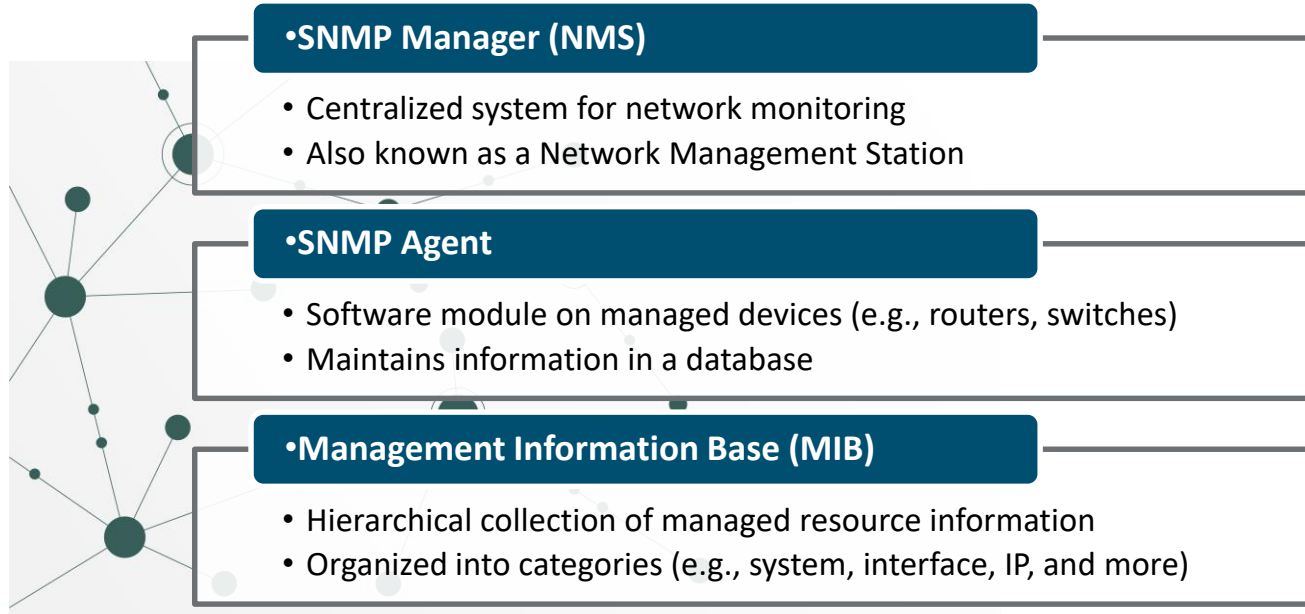 •SNMP Manager (NMS)
• Centralized system for network monitoring
• Also known as a Network Management Station
•SNMP Agent
• Software module on managed devices (e.g., routers, switches)
• Maintains information in a database
•Management Information Base (MIB)
• Hierarchical collection of managed resource information
• Organized into categories (e.g., system, interface, IP, and more)